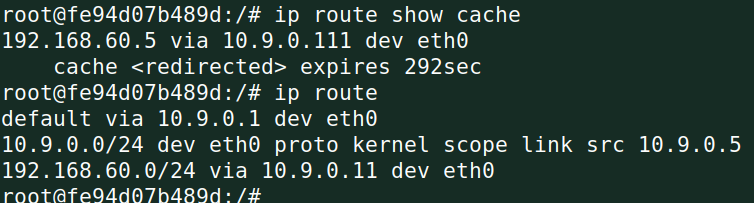 root@fe94d07b489d:/# ip route show cache
192.168.60.5 via 10.9.0.111 dev eth0
    cache <redirected> expires 292sec
root@fe94d07b489d:/# ip route
default via 10.9.0.1 dev eth0
10.9.0.0/24 dev eth0 proto kernel scope link src 10.9.0.5
192.168.60.0/24 via 10.9.0.11 dev eth0
root@fe94d07b489d:/#